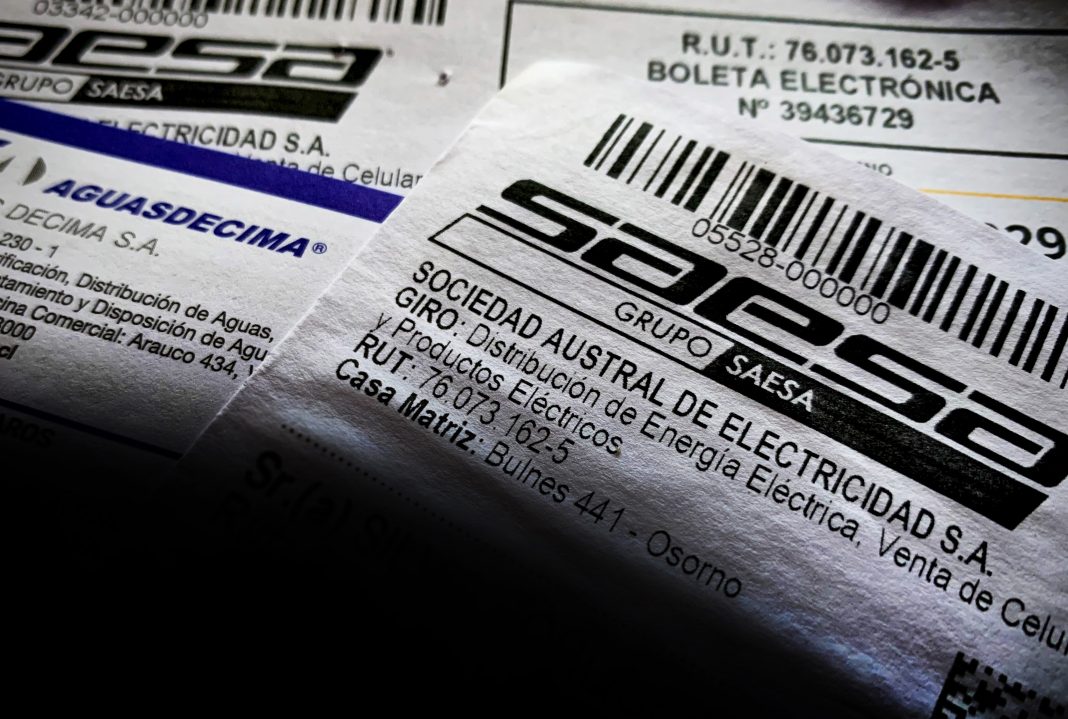 03342-000000
saesa
GRUPO SAESA
ELECTRICIDAD S.A.
Venta de Celular
AGUASDECIMA®
DECIMA S.A.
230 - 1
Distribución de Aguas,
y Disposición de Agu
Comercial: Arauco 434,
R.U.T.: 76.073.162-5
BOLETA ELECTRÓNICA
Nº 39436729
05528-000000
saesa
GRUPO SAESA
SOCIEDAD AUSTRAL DE ELECTRICIDAD S.A.
GIRO: Distribución de Energía Eléctrica, Venta de Celu
y Productos Eléctricos
RUT: 76.073.162-5
Casa Matriz: Bulnes 441 - Osorno
Sr.(a)